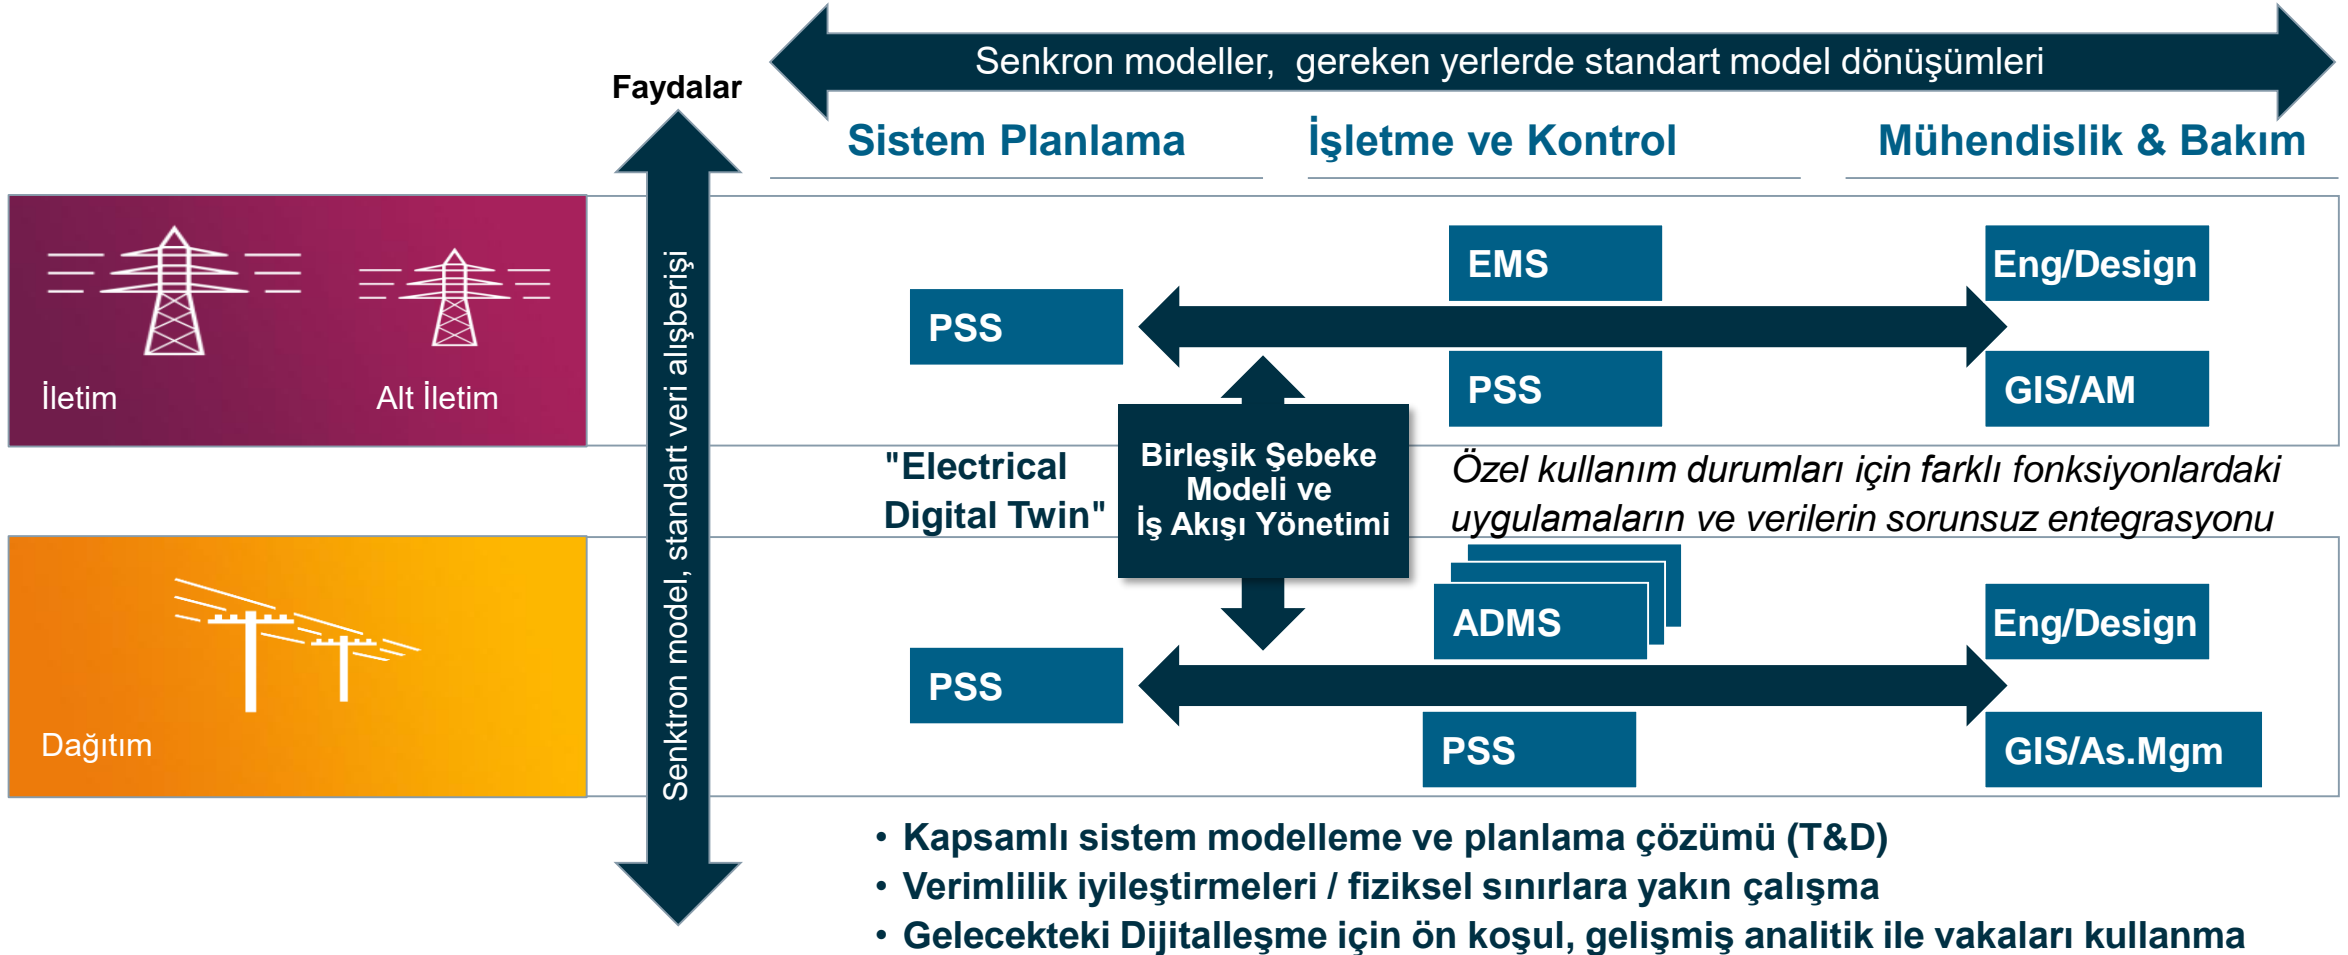 Senkron modeller,  gereken yerlerde standart model dönüşümleri
Faydalar
Sistem Planlama
İşletme ve Kontrol
Mühendislik & Bakım
Senktron model, standart veri alışberişi
İletim
Alt İletim
PSS
EMS
PSS
Eng/Design
GIS/AM
"Electrical
Digital Twin"
Birleşik Şebeke
Modeli ve
İş Akışı Yönetimi
Özel kullanım durumları için farklı fonksiyonlardaki
uygulamaların ve verilerin sorunsuz entegrasyonu
Dağıtım
PSS
ADMS
PSS
Eng/Design
GIS/As.Mgm
• Kapsamlı sistem modelleme ve planlama çözümü (T&D)
• Verimlilik iyileştirmeleri / fiziksel sınırlara yakın çalışma
• Gelecekteki Dijitalleşme için ön koşul, gelişmiş analitik ile vakaları kullanma